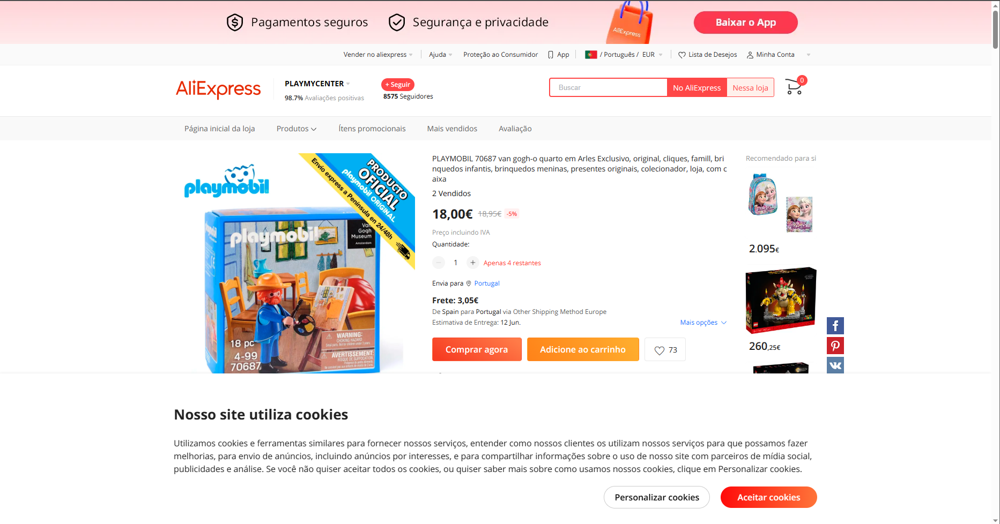 Pagamentos seguros
Segurança e privacidade
AliExpress
Baixar o App
Vender no aliexpress
Ajuda
Proteção ao Consumidor
App
/ Português / EUR
Lista de Desejos
Minha Conta
AliExpress
PLAYMYCENTER
98.7% Avaliações positivas
+ Seguir
8575 Seguidores
Buscar
No AliExpress
Nessa loja
0
Página inicial da loja
Produtos
Ítens promocionais
Mais vendidos
Avaliação
playmobil
PRODUCTO
OFICIAL
playmobil ORIGINAL
Envío express a Península en 24/48h
playmobil
playmobil
Van
Gogh
Museum
Amsterdam
18 pc
4-99
70687
WARNING:
CHOKING HAZARD
AVERTISSEMENT:
RISQUE DE SUFFOCATION
PLAYMOBIL 70687 van gogh-o quarto em Arles Exclusivo, original, cliques, famill, bri
nquedos infantis, brinquedos meninas, presentes originais, colecionador, loja, com c
aixa
2 Vendidos
18,00€ 18,95€ -5%
Preço incluindo IVA
Quantidade:
1
Apenas 4 restantes
Envia para Portugal
Frete: 3,05€
De Spain para Portugal via Other Shipping Method Europe
Estimativa de Entrega: 12 Jun.
Mais opções
Comprar agora
Adicione ao carrinho
73
Recomendado para si
2.095€
260,25€
Nosso site utiliza cookies
Utilizamos cookies e ferramentas similares para fornecer nossos serviços, entender como nossos clientes os utilizam nossos serviços para que possamos fazer
melhorias, para envio de anúncios, incluindo anúncios por interesses, e para compartilhar informações sobre o uso de nosso site com parceiros de mídia social,
publicidades e análise. Se você não quiser aceitar todos os cookies, ou quiser saber mais sobre como usamos nossos cookies, clique em Personalizar cookies.
Personalizar cookies
Aceitar cookies